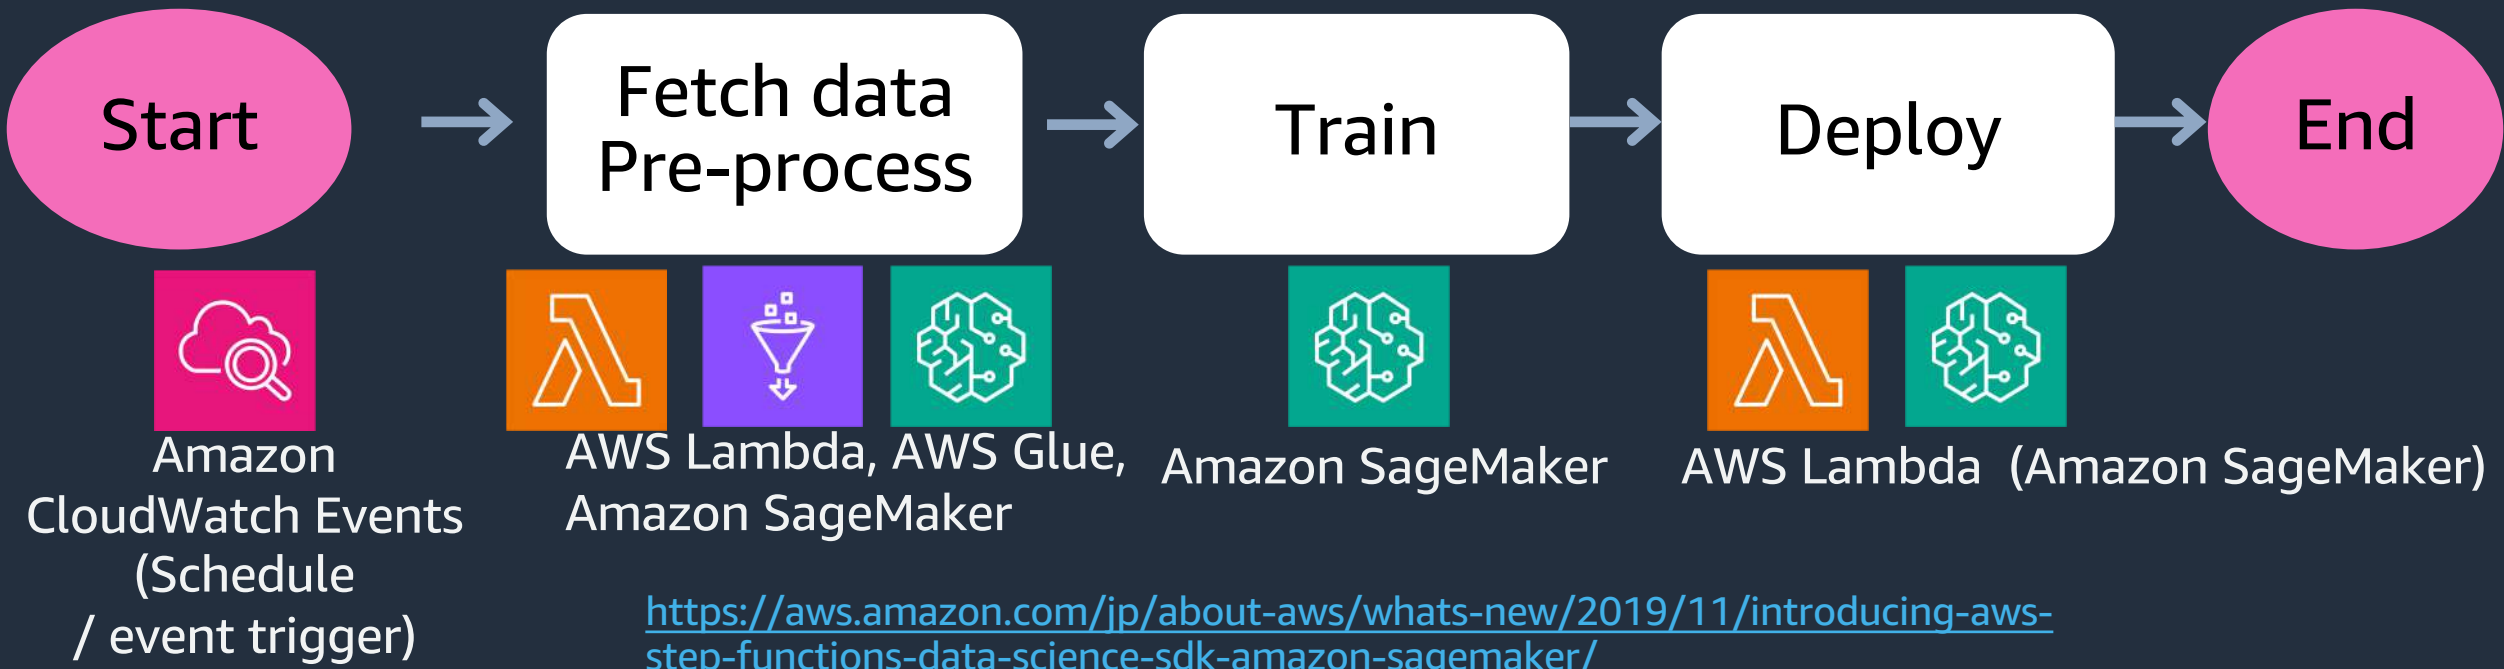 Start
Fetch data
Pre-process
Train
Deploy
End
Amazon
CloudWatch Events
(Schedule
/ event trigger)
AWS Lambda, AWS Glue,
Amazon SageMaker
Amazon SageMaker
AWS Lambda (Amazon SageMaker)
https://aws.amazon.com/jp/about-aws/whats-new/2019/11/introducing-aws-
step-functions-data-science-sdk-amazon-sagemaker/